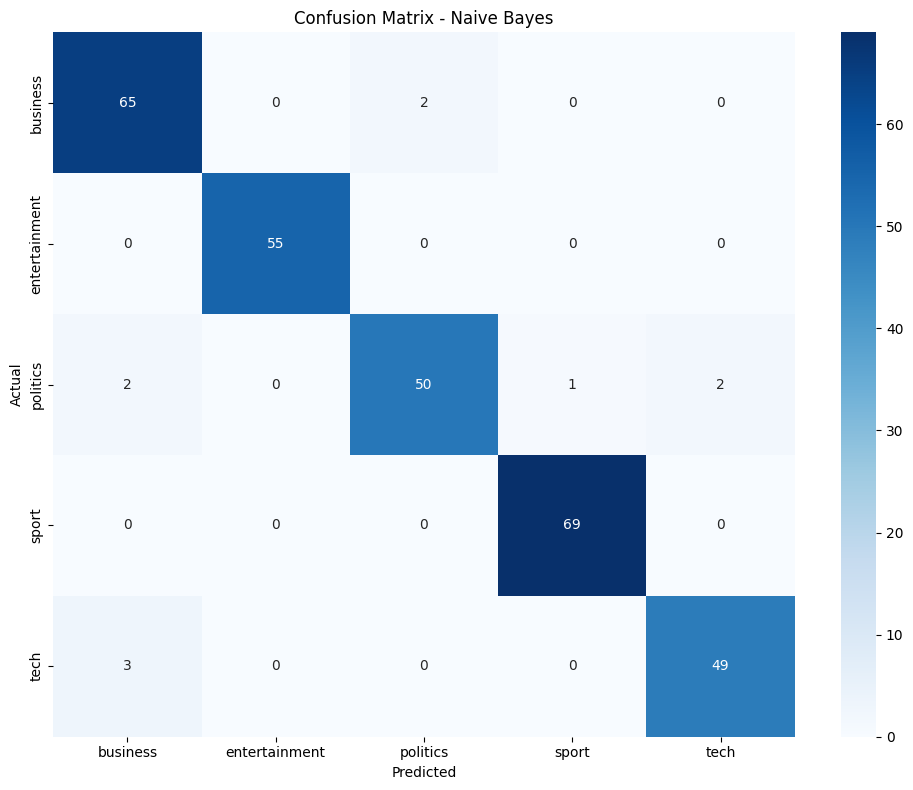 Confusion Matrix - Naive Bayes
business
65 0 2 0 0
entertainment
0 55 0 0 0
politics
2 0 50 1 2
sport
0 0 0 69 0
tech
3 0 0 0 49
Actual
business entertainment politics sport tech
Predicted
60
50
40
30
20
10
0